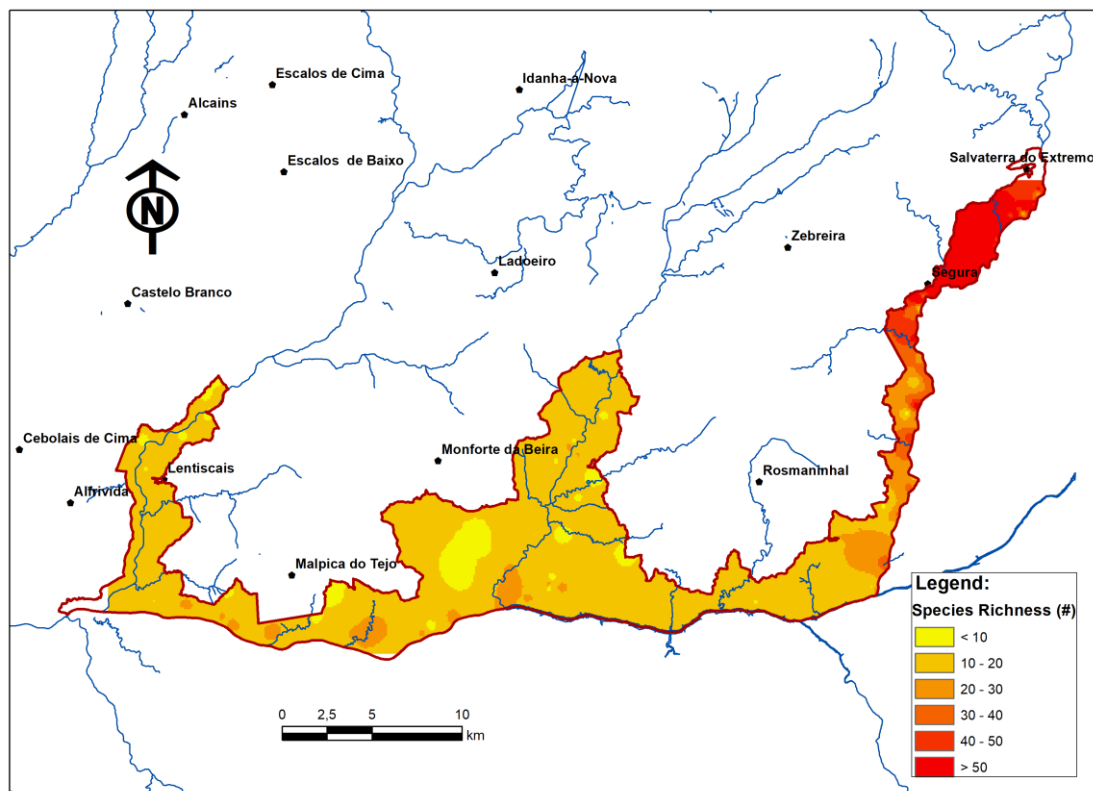 Escalos de Cima
Idanha-a-Nova
Alcains
Escalos de Baixo
Salvaterra do Extremo
N
Zebreira
Ladoeiro
Segura
Castelo Branco
Cebolais de Cima
Monforte da Beira
Lentiscais
Rosmaninhal
Alfrivida
Malpica do Tejo
Legend:
Species Richness (#)
< 10
10 - 20
20 - 30
30 - 40
40 - 50
> 50
0 2,5 5 10
km